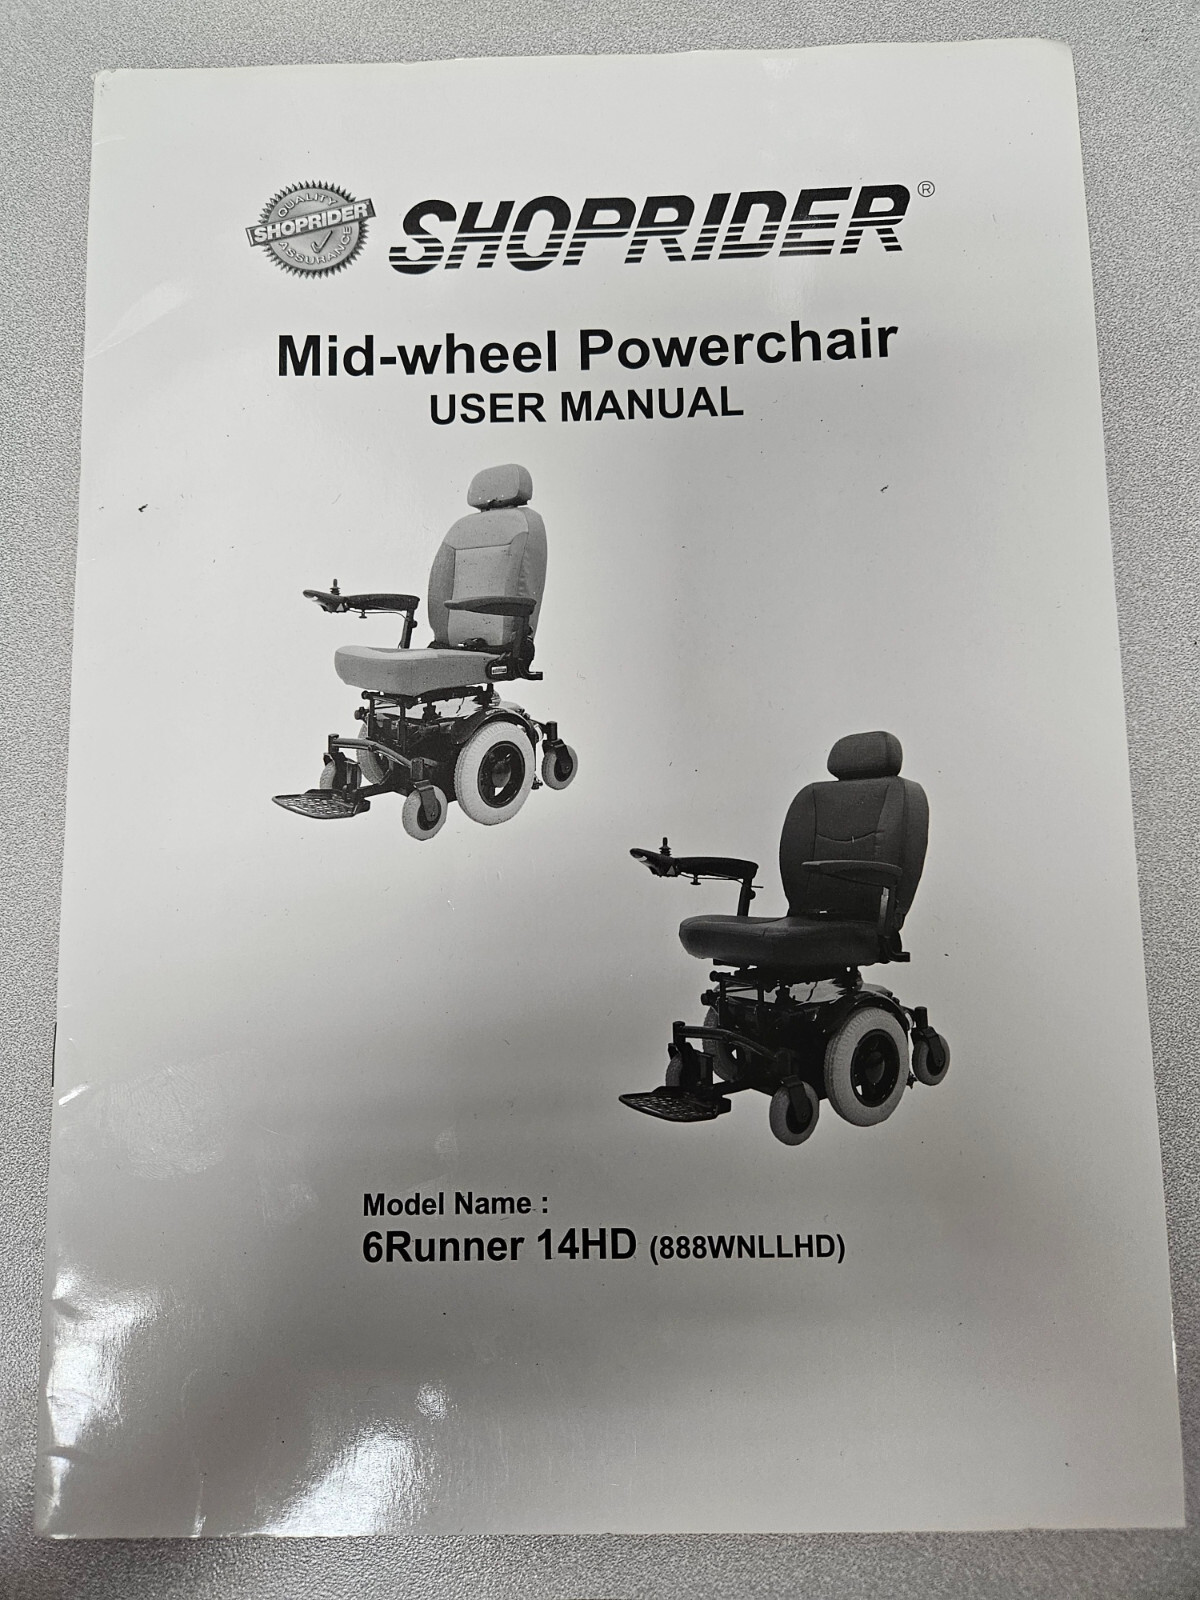 QUALITY
SHOPRIDER
ASSURANCE
SHOPRIDER®
Mid-wheel Powerchair
USER MANUAL
Model Name :
6Runner 14HD (888WNLLHD)